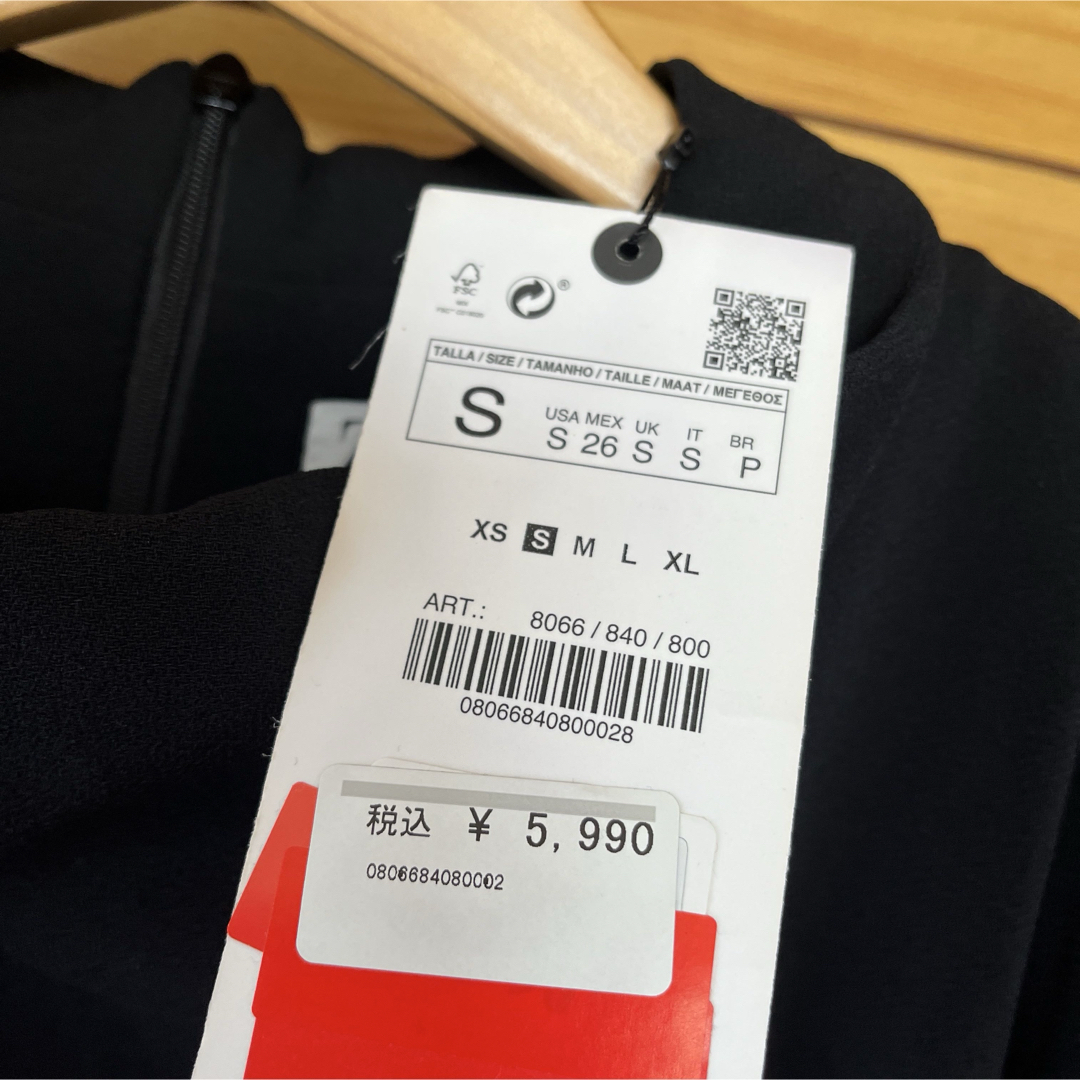 FSC
®
TALLA / SIZE / TAMANHO / TAILLE / MAAT / ΜΕΓΕΘΟΣ
S
USA MEX UK IT BR
S 26 S S P
XS S M L XL
ART.: 8066 / 840 / 800
08066840800028
税込 ¥ 5,990
0806684080002